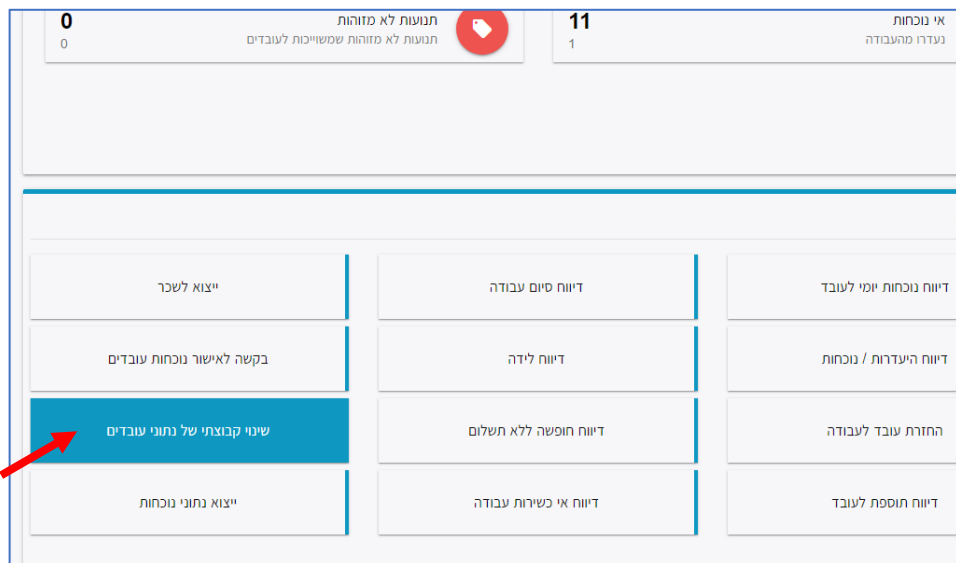 אי נוכחות
11
נעדרו מהעבודה
1
תנועות לא מזוהות
0
תנועות לא מזוהות שמשוייכות לעובדים
0
דיווח נוכחות יומי לעובד
דיווח סיום עבודה
ייצוא לשכר
דיווח היעדרות / נוכחות
דיווח לידה
בקשה לאישור נוכחות עובדים
החזרת עובד לעבודה
דיווח חופשה ללא תשלום
שינוי קבוצתי של נתוני עובדים
דיווח תוספת לעובד
דיווח אי כשירות עבודה
ייצוא נתוני נוכחות